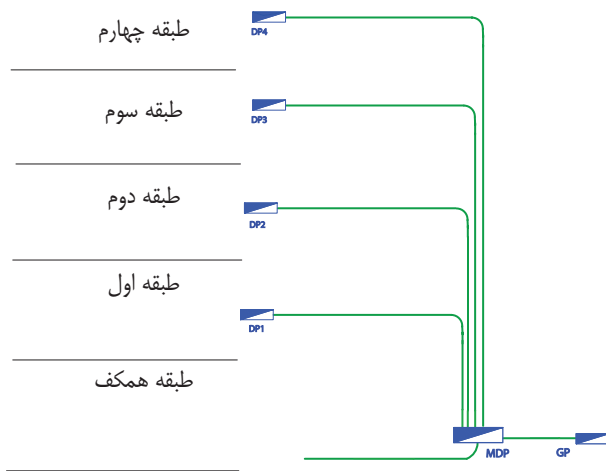 طبقه چهارم
DP4
طبقه سوم
DP3
طبقه دوم
DP2
طبقه اول
DP1
طبقه همکف
MDP
GP